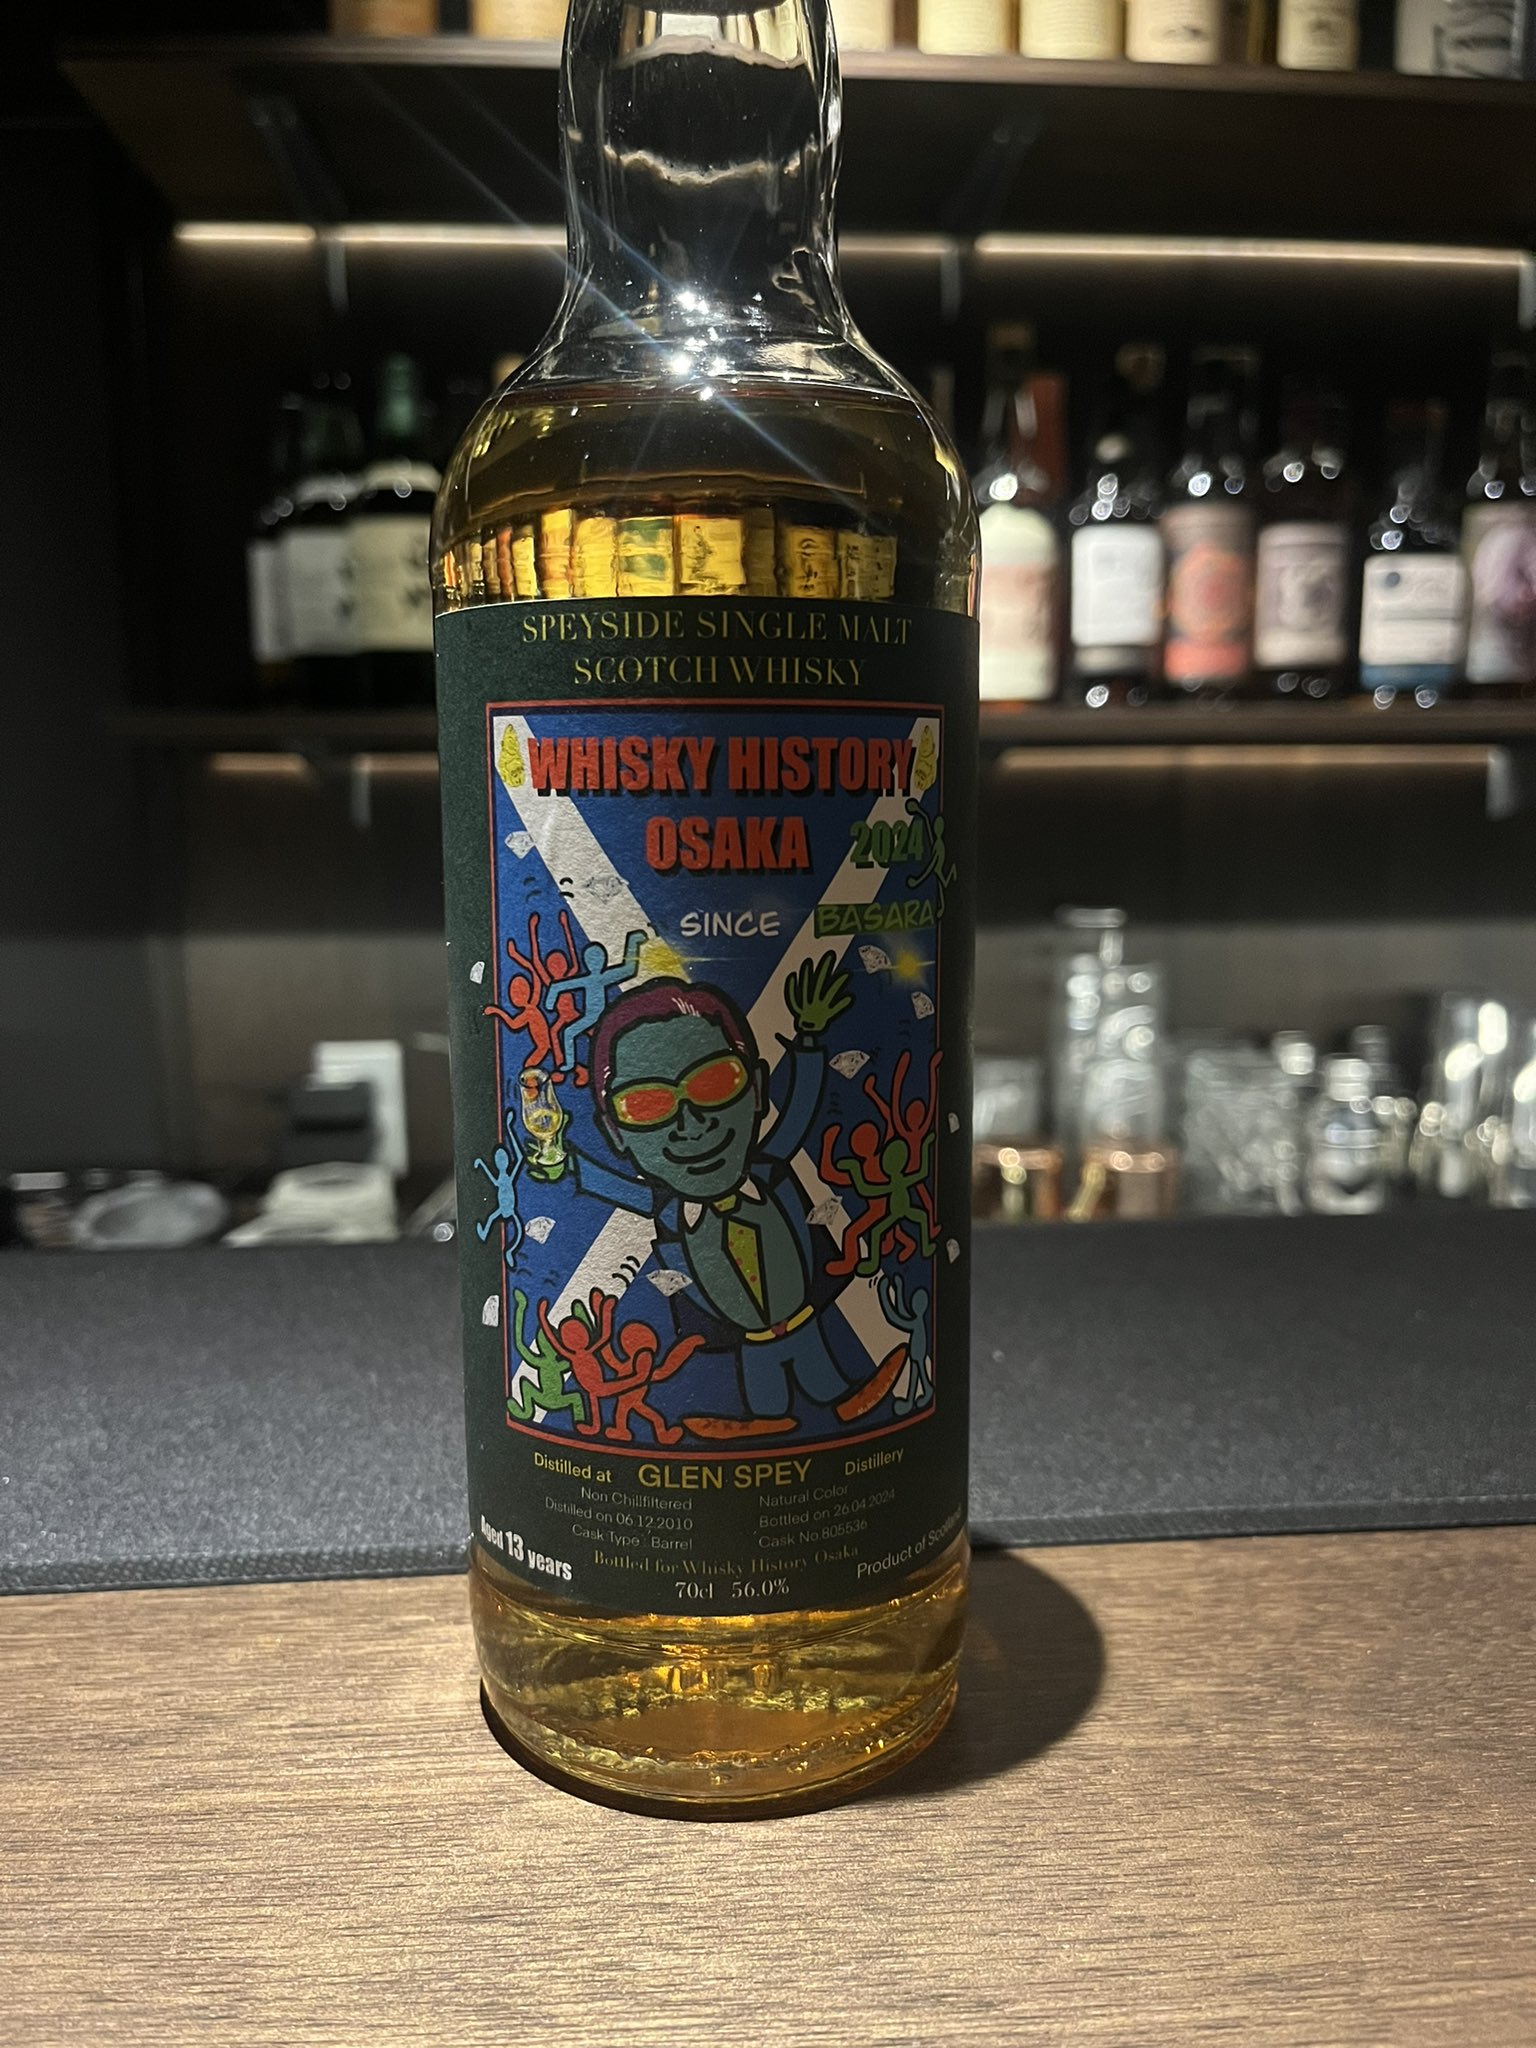 SPEYSIDE SINGLE MALT
SCOTCH WHISKY
WHISKY HISTORY
OSAKA 2024
SINCE BASARA
Distilled at GLEN SPEY Distillery
Non Chillfiltered Natural Color
Distilled on 06.12.2010 Bottled on 26.04.2024
Cask Type : Barrel Cask No.805536
Aged 13 years
Bottled for Whisky History Osaka
Product of Scotland
70cl 56.0%